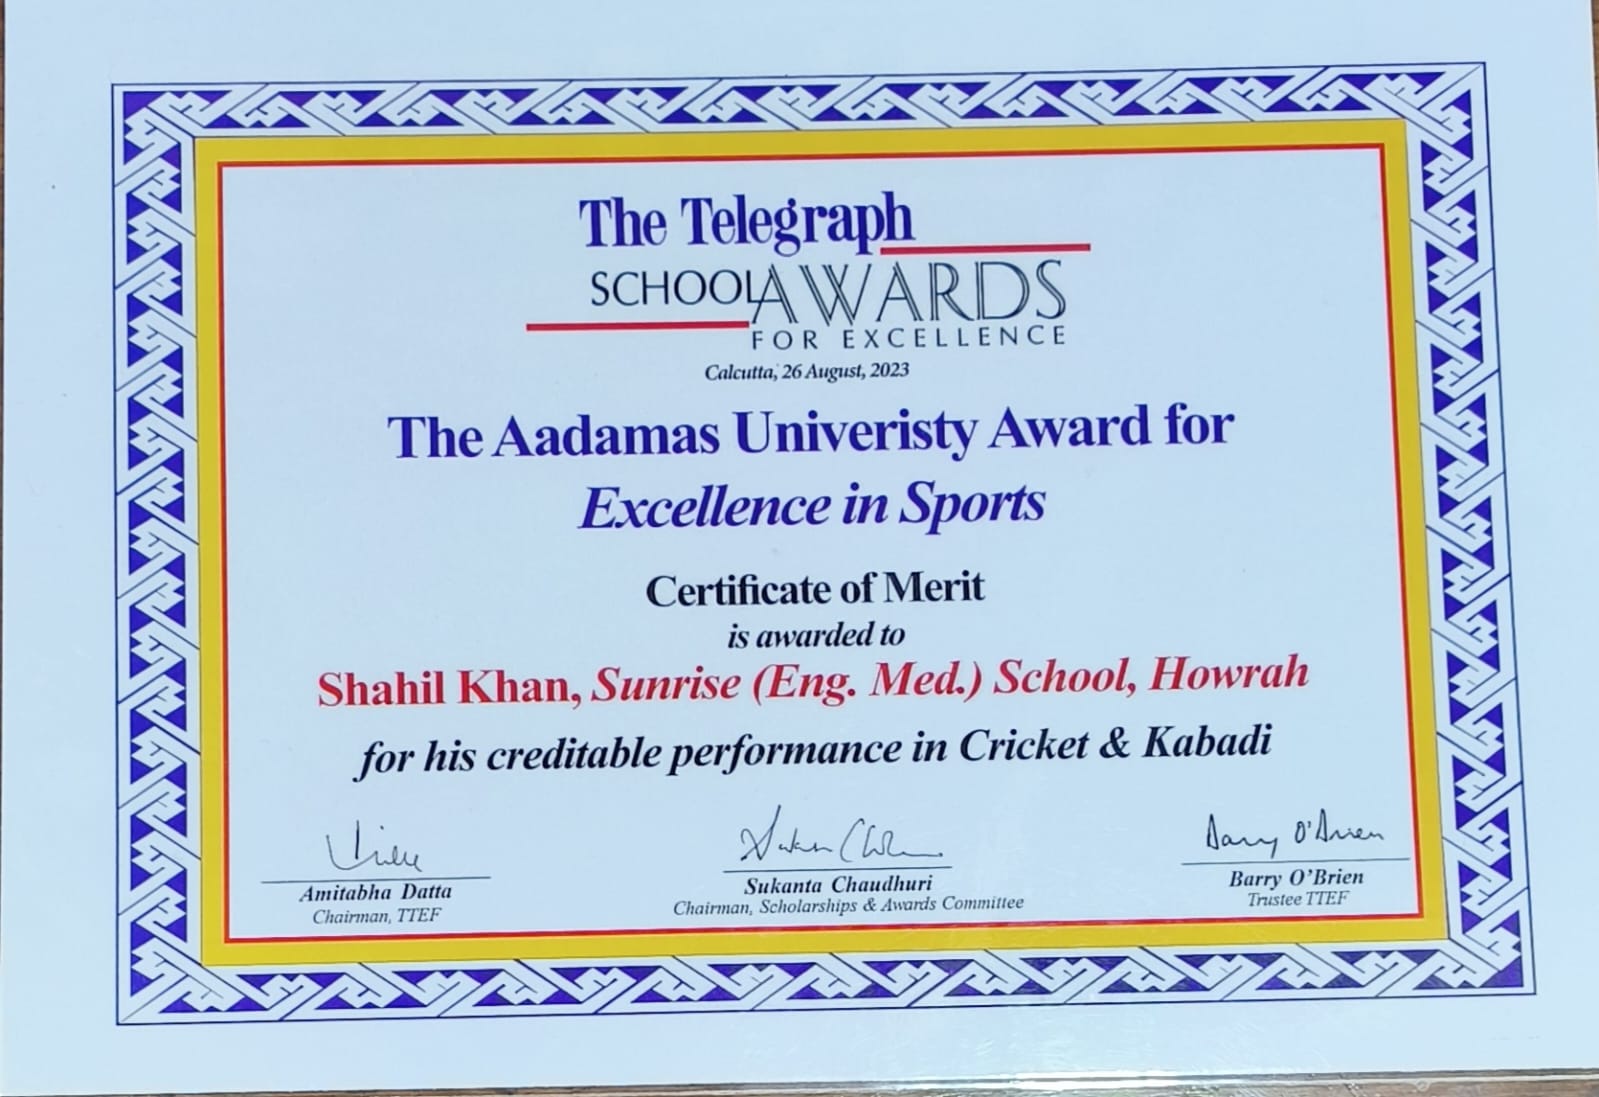 The Telegraph
SCHOOL AWARDS
FOR EXCELLENCE
Calcutta, 26 August, 2023
The Aadamas Univeristy Award for
Excellence in Sports
Certificate of Merit
is awarded to
Shahil Khan, Sunrise (Eng. Med.) School, Howrah
for his creditable performance in Cricket & Kabadi
Barry O'Brien
Amitabha Datta
Chairman, TTEF
Sukanta Chaudhuri
Chairman, Scholarships & Awards Committee
Barry O'Brien
Trustee TTEF